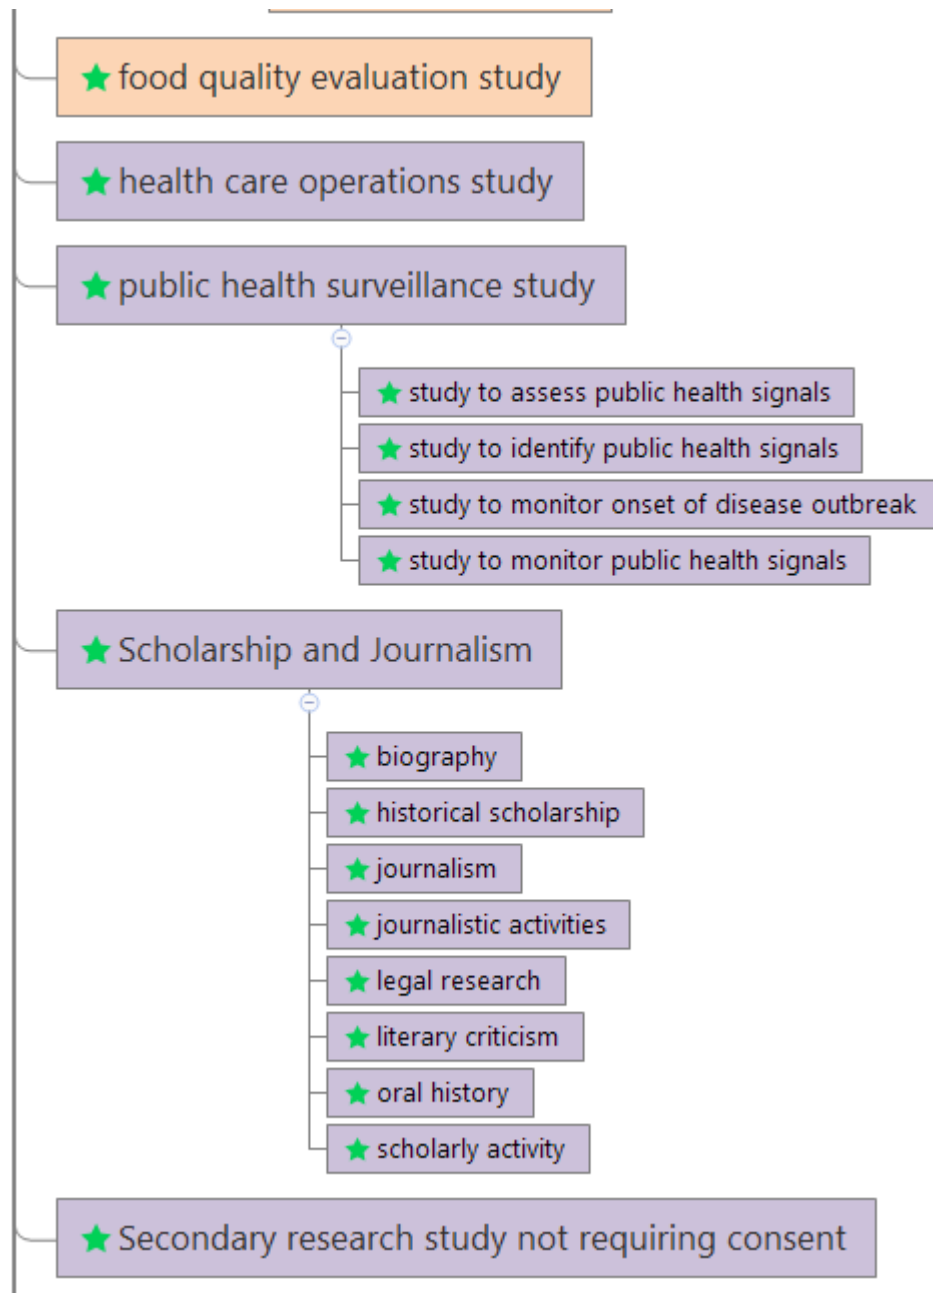 food quality evaluation study
health care operations study
public health surveillance study
study to assess public health signals
study to identify public health signals
study to monitor onset of disease outbreak
study to monitor public health signals
Scholarship and Journalism
biography
historical scholarship
journalism
journalistic activities
legal research
literary criticism
oral history
scholarly activity
Secondary research study not requiring consent